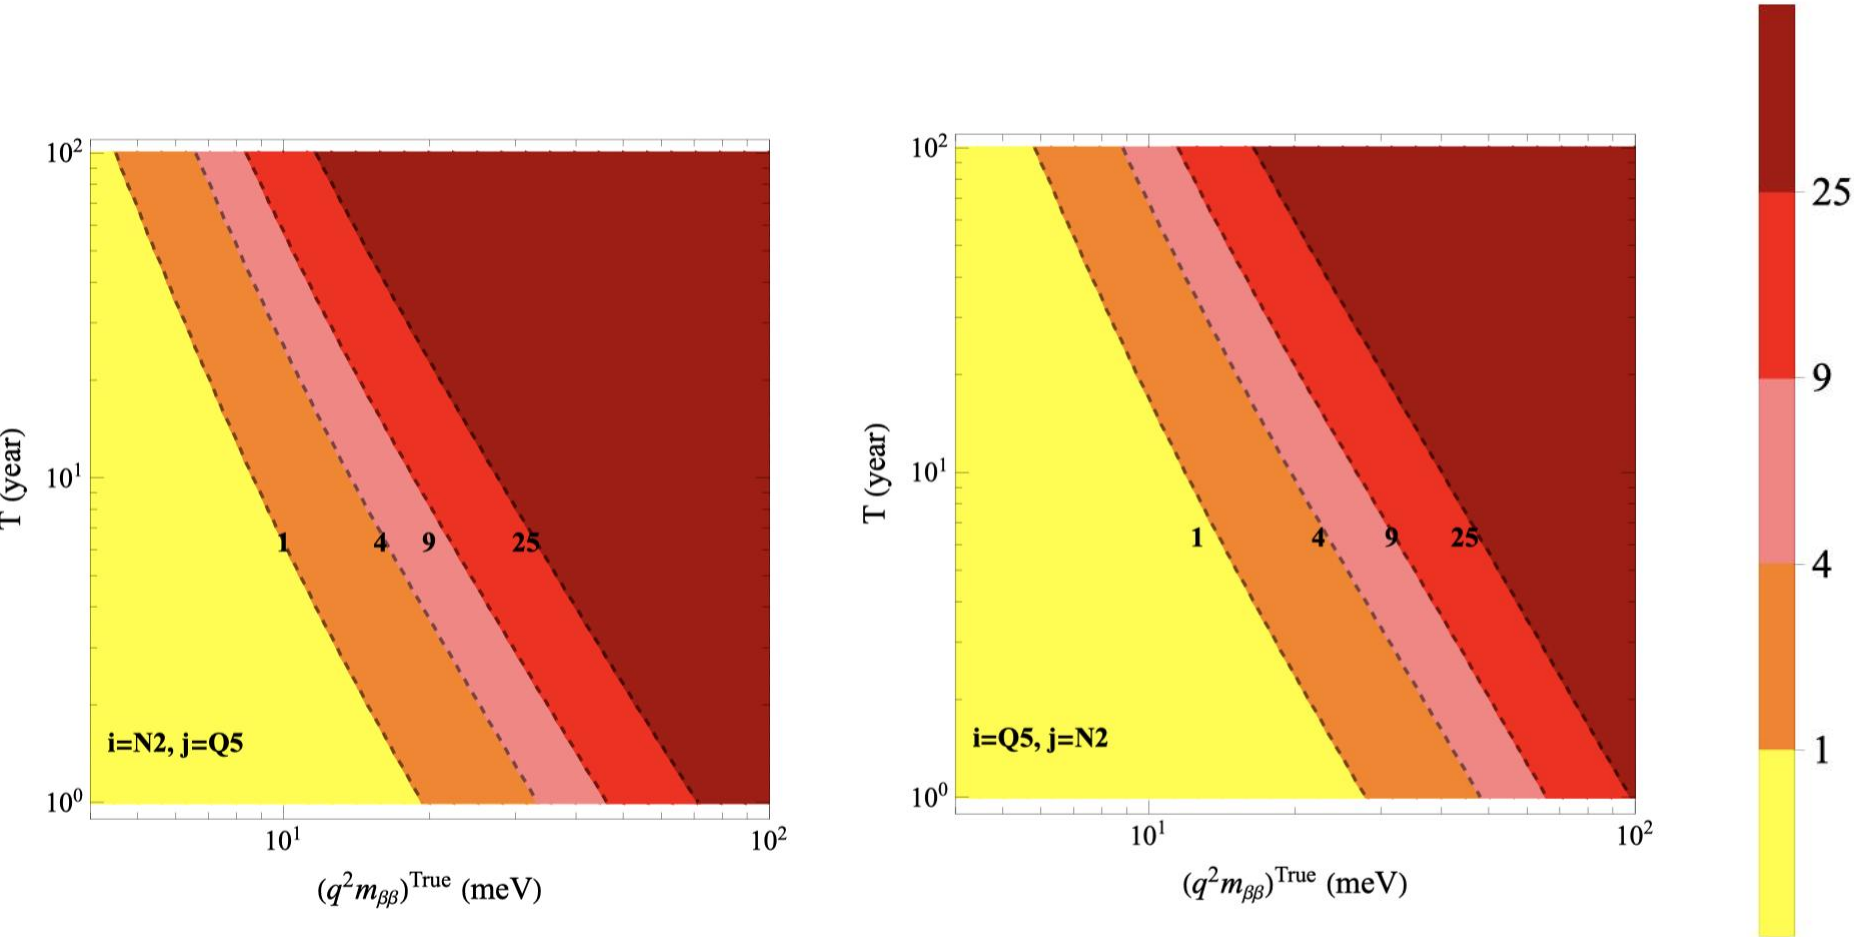 10²
10¹
10⁰
T (year)
1 4 9 25
i=N2, j=Q5
10¹ 10²
(q²m_ββ)^True (meV)
10²
10¹
10⁰
T (year)
1 4 9 25
i=Q5, j=N2
10¹ 10²
(q²m_ββ)^True (meV)
25
9
4
1